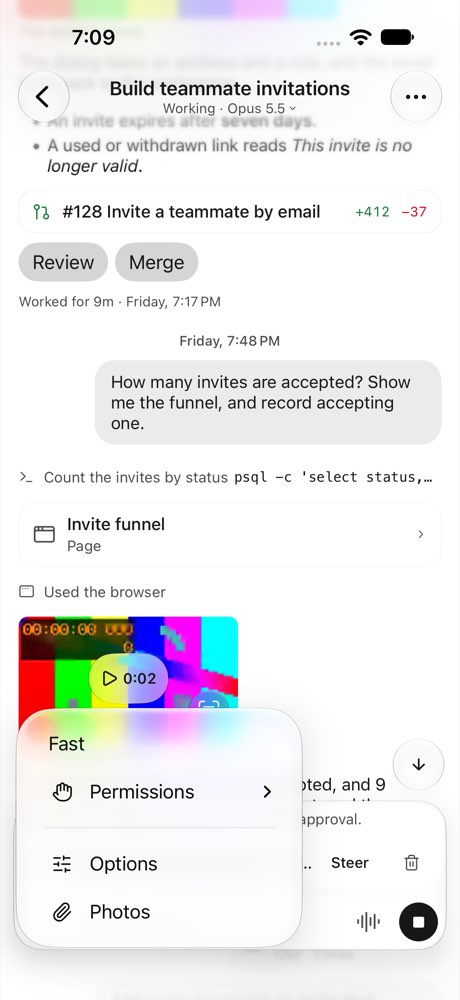 7:09
Build teammate invitations
Working · Opus 5.5
An invite expires after seven days.
• A used or withdrawn link reads This invite is no
longer valid.
#128 Invite a teammate by email +412 −37
Review Merge
Worked for 9m · Friday, 7:17 PM
Friday, 7:48 PM
How many invites are accepted? Show
me the funnel, and record accepting
one.
Count the invites by status psql -c 'select status,…
Invite funnel
Page
Used the browser
00:00:00
0:02
Fast
Permissions
Options
Photos
pted, and 9
approval.
.. Steer